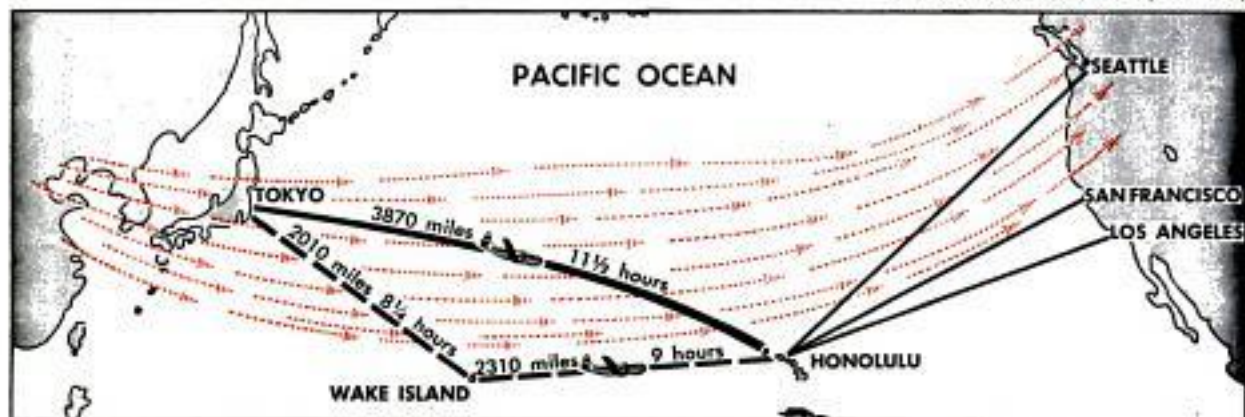 PACIFIC OCEAN
SEATTLE
TOKYO
SAN FRANCISCO
LOS ANGELES
3870 miles
11½ hours
2010 miles
8¼ hours
2310 miles
9 hours
HONOLULU
WAKE ISLAND